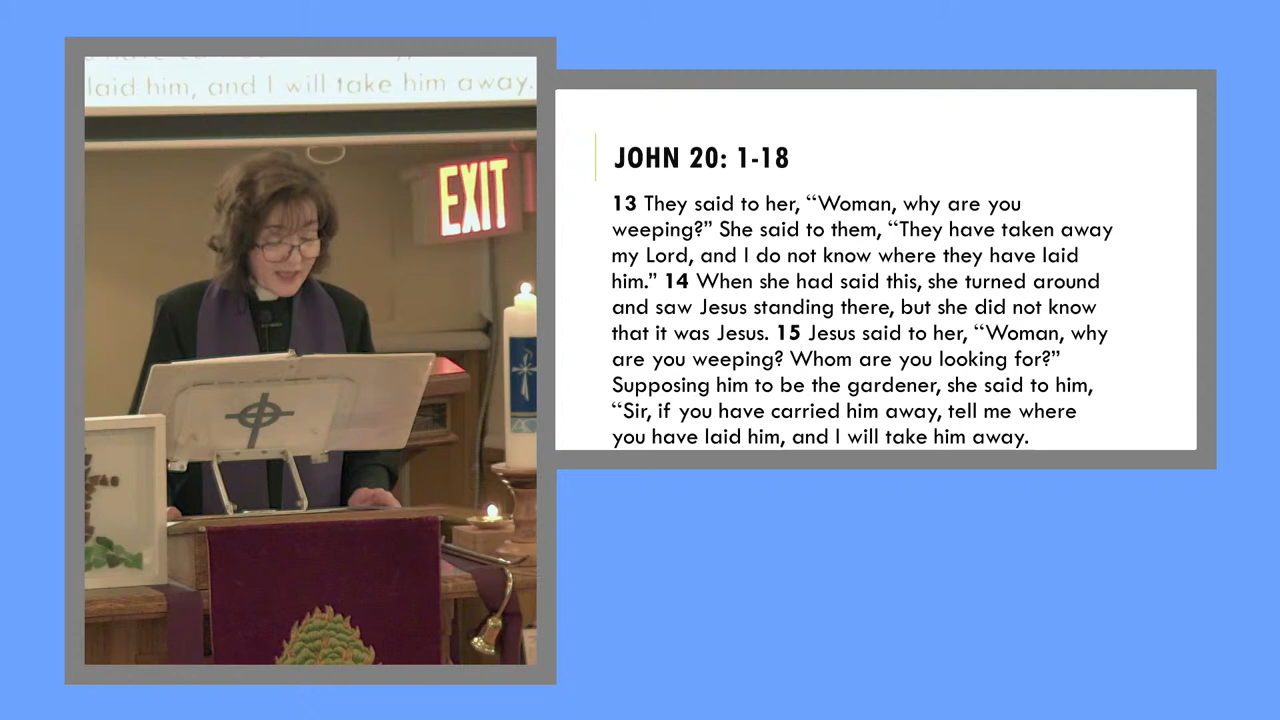 laid him, and I will take him away.
EXIT
JOHN 20: 1-18
13 They said to her, “Woman, why are you
weeping?” She said to them, “They have taken away
my Lord, and I do not know where they have laid
him.” 14 When she had said this, she turned around
and saw Jesus standing there, but she did not know
that it was Jesus. 15 Jesus said to her, “Woman, why
are you weeping? Whom are you looking for?”
Supposing him to be the gardener, she said to him,
“Sir, if you have carried him away, tell me where
you have laid him, and I will take him away.